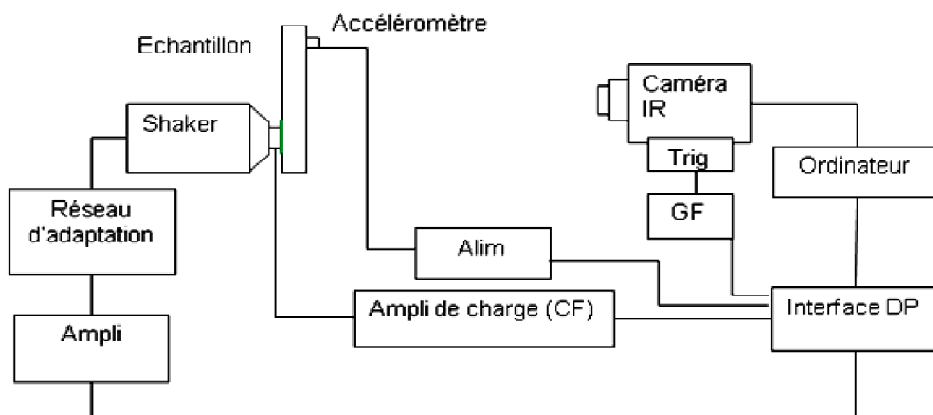 Accéléromètre
Echantillon
Caméra
IR
Shaker
Trig
Ordinateur
Réseau
d'adaptation
GF
Alim
Ampli de charge (CF)
Interface DP
Ampli